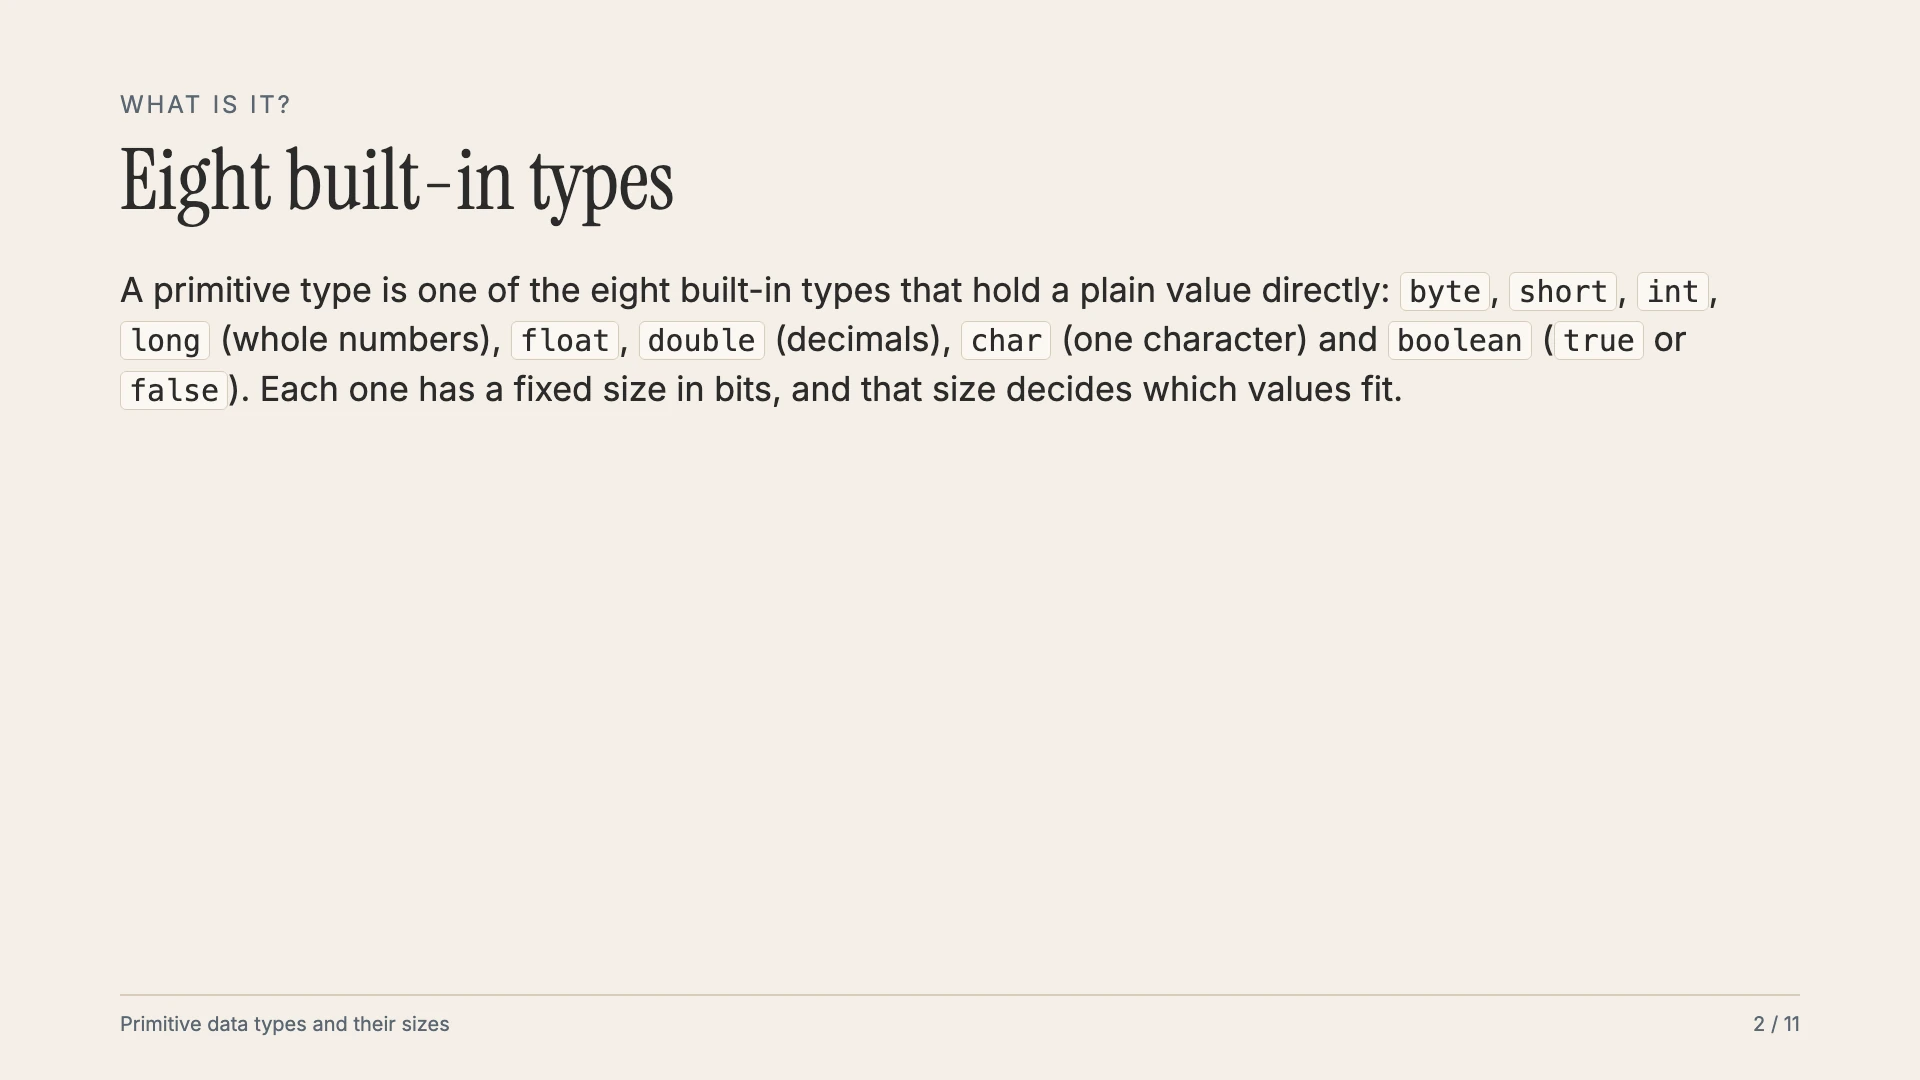 WHAT IS IT?
Eight built-in types
A primitive type is one of the eight built-in types that hold a plain value directly: byte, short, int,
long (whole numbers), float, double (decimals), char (one character) and boolean (true or
false). Each one has a fixed size in bits, and that size decides which values fit.
Primitive data types and their sizes
2 / 11